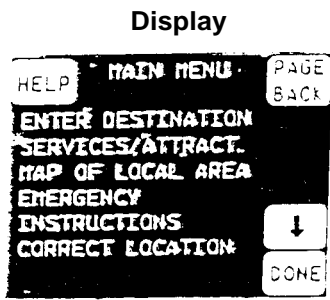 Display
HELP
MAIN MENU
PAGE
BACK
ENTER DESTINATION
SERVICES/ATTRACT.
MAP OF LOCAL AREA
EMERGENCY
INSTRUCTIONS
CORRECT LOCATION
↓
DONE